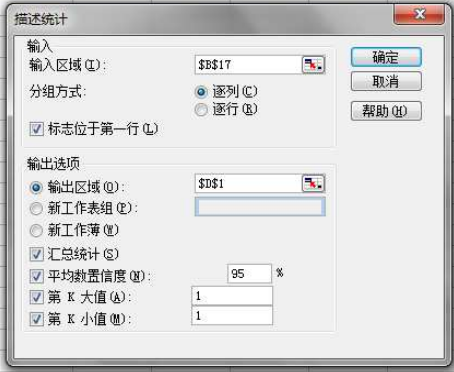 描述统计
输入
输入区域(I): $B$17
分组方式: 逐列(C)
逐行(R)
标志位于第一行(L)
确定
取消
帮助(H)
输出选项
输出区域(O): $D$1
新工作表组(P):
新工作薄(W)
汇总统计(S)
平均数置信度(N): 95 %
第 K 大值(A): 1
第 K 小值(M): 1